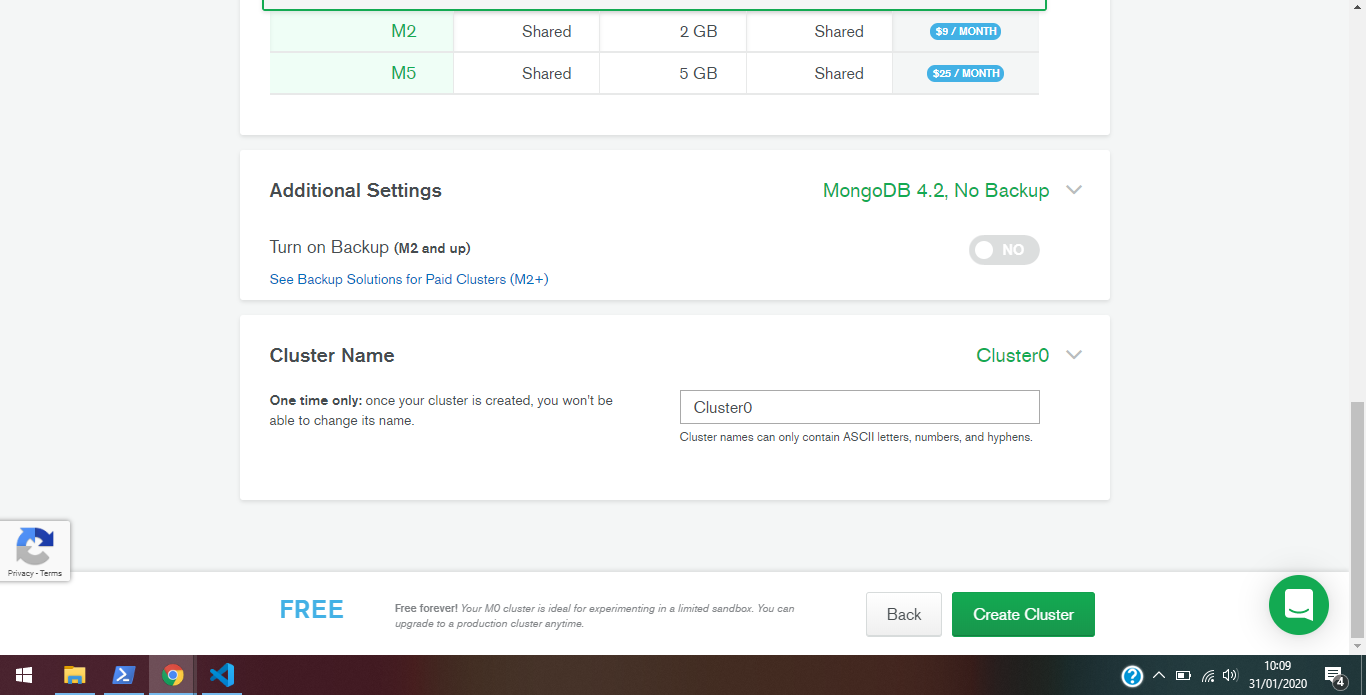 M2 Shared 2 GB Shared $9 / MONTH
M5 Shared 5 GB Shared $25 / MONTH
Additional Settings MongoDB 4.2, No Backup
Turn on Backup (M2 and up) NO
See Backup Solutions for Paid Clusters (M2+)
Cluster Name Cluster0
One time only: once your cluster is created, you won't be
able to change its name.
Cluster0
Cluster names can only contain ASCII letters, numbers, and hyphens.
Privacy - Terms
FREE
Free forever! Your M0 cluster is ideal for experimenting in a limited sandbox. You can
upgrade to a production cluster anytime.
Back
Create Cluster
10:09
31/01/2020
4